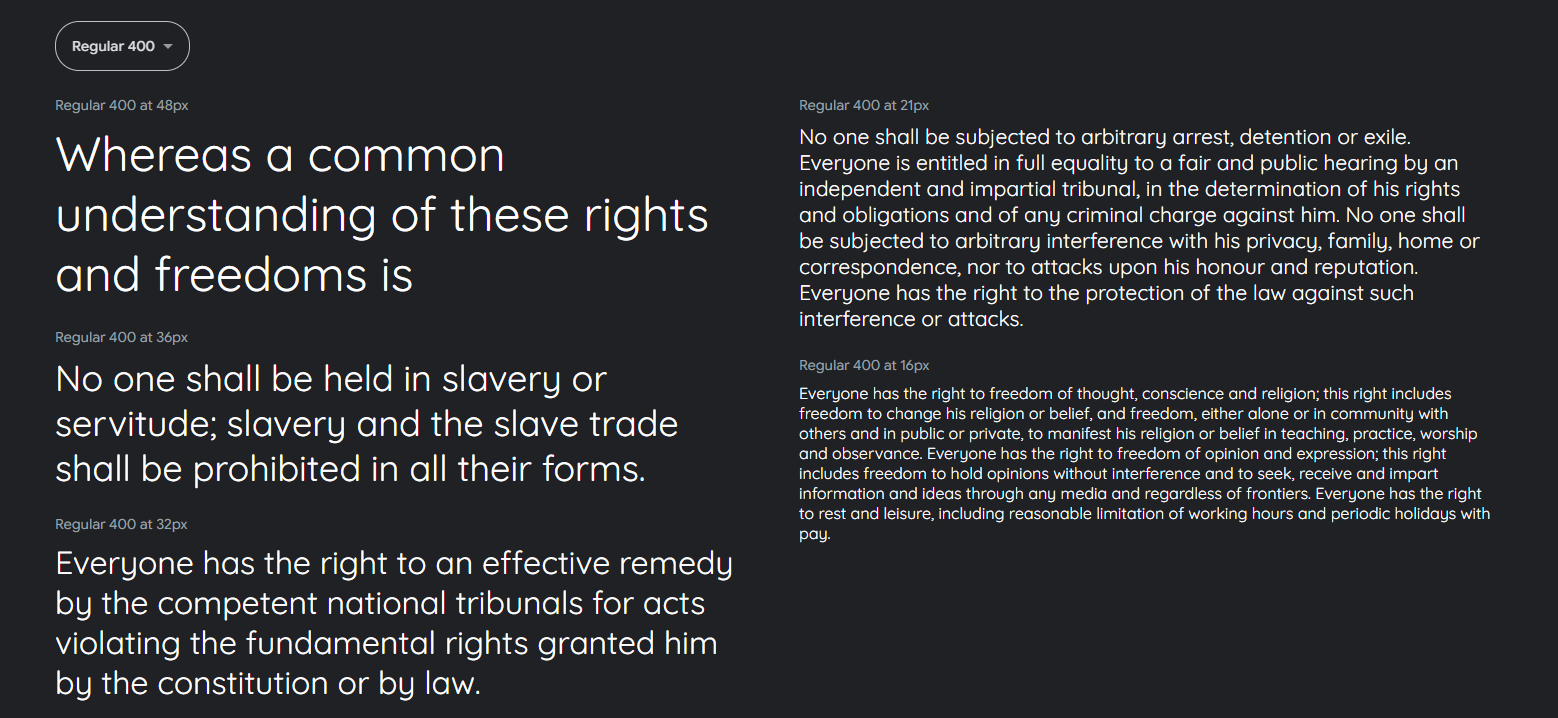 Regular 400
Regular 400 at 48px
Whereas a common
understanding of these rights
and freedoms is
Regular 400 at 36px
No one shall be held in slavery or
servitude; slavery and the slave trade
shall be prohibited in all their forms.
Regular 400 at 32px
Everyone has the right to an effective remedy
by the competent national tribunals for acts
violating the fundamental rights granted him
by the constitution or by law.
Regular 400 at 21px
No one shall be subjected to arbitrary arrest, detention or exile.
Everyone is entitled in full equality to a fair and public hearing by an
independent and impartial tribunal, in the determination of his rights
and obligations and of any criminal charge against him. No one shall
be subjected to arbitrary interference with his privacy, family, home or
correspondence, nor to attacks upon his honour and reputation.
Everyone has the right to the protection of the law against such
interference or attacks.
Regular 400 at 16px
Everyone has the right to freedom of thought, conscience and religion; this right includes
freedom to change his religion or belief, and freedom, either alone or in community with
others and in public or private, to manifest his religion or belief in teaching, practice, worship
and observance. Everyone has the right to freedom of opinion and expression; this right
includes freedom to hold opinions without interference and to seek, receive and impart
information and ideas through any media and regardless of frontiers. Everyone has the right
to rest and leisure, including reasonable limitation of working hours and periodic holidays with
pay.